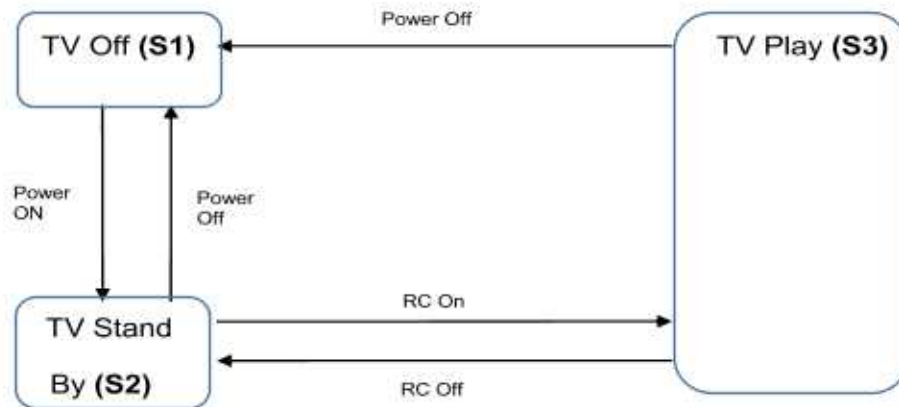 Power Off
TV Off (S1)
TV Play (S3)
Power
ON
Power
Off
RC On
TV Stand
By (S2)
RC Off